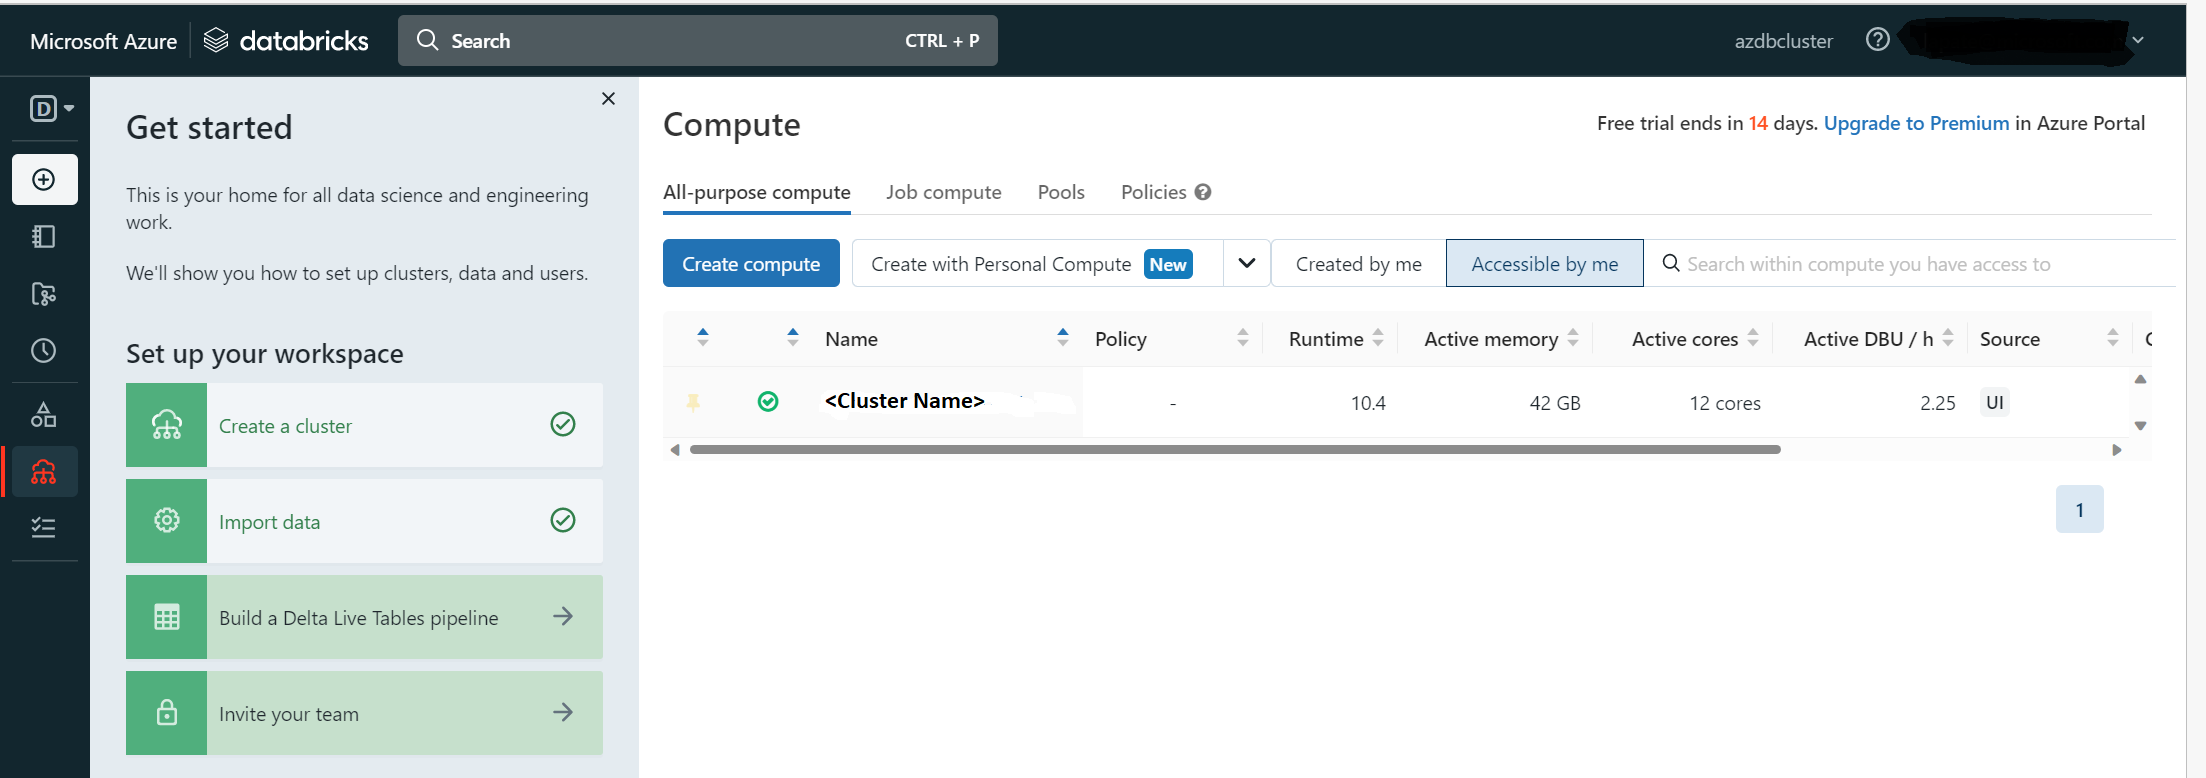 Microsoft Azure databricks Search CTRL + P azdbcluster
D
Get started
This is your home for all data science and engineering
work.
We'll show you how to set up clusters, data and users.
Set up your workspace
Create a cluster
Import data
Build a Delta Live Tables pipeline
Invite your team
Compute
Free trial ends in 14 days. Upgrade to Premium in Azure Portal
All-purpose compute Job compute Pools Policies
Create compute Create with Personal Compute New Created by me Accessible by me Search within compute you have access to
Name Policy Runtime Active memory Active cores Active DBU / h Source
<Cluster Name> - 10.4 42 GB 12 cores 2.25 UI
1